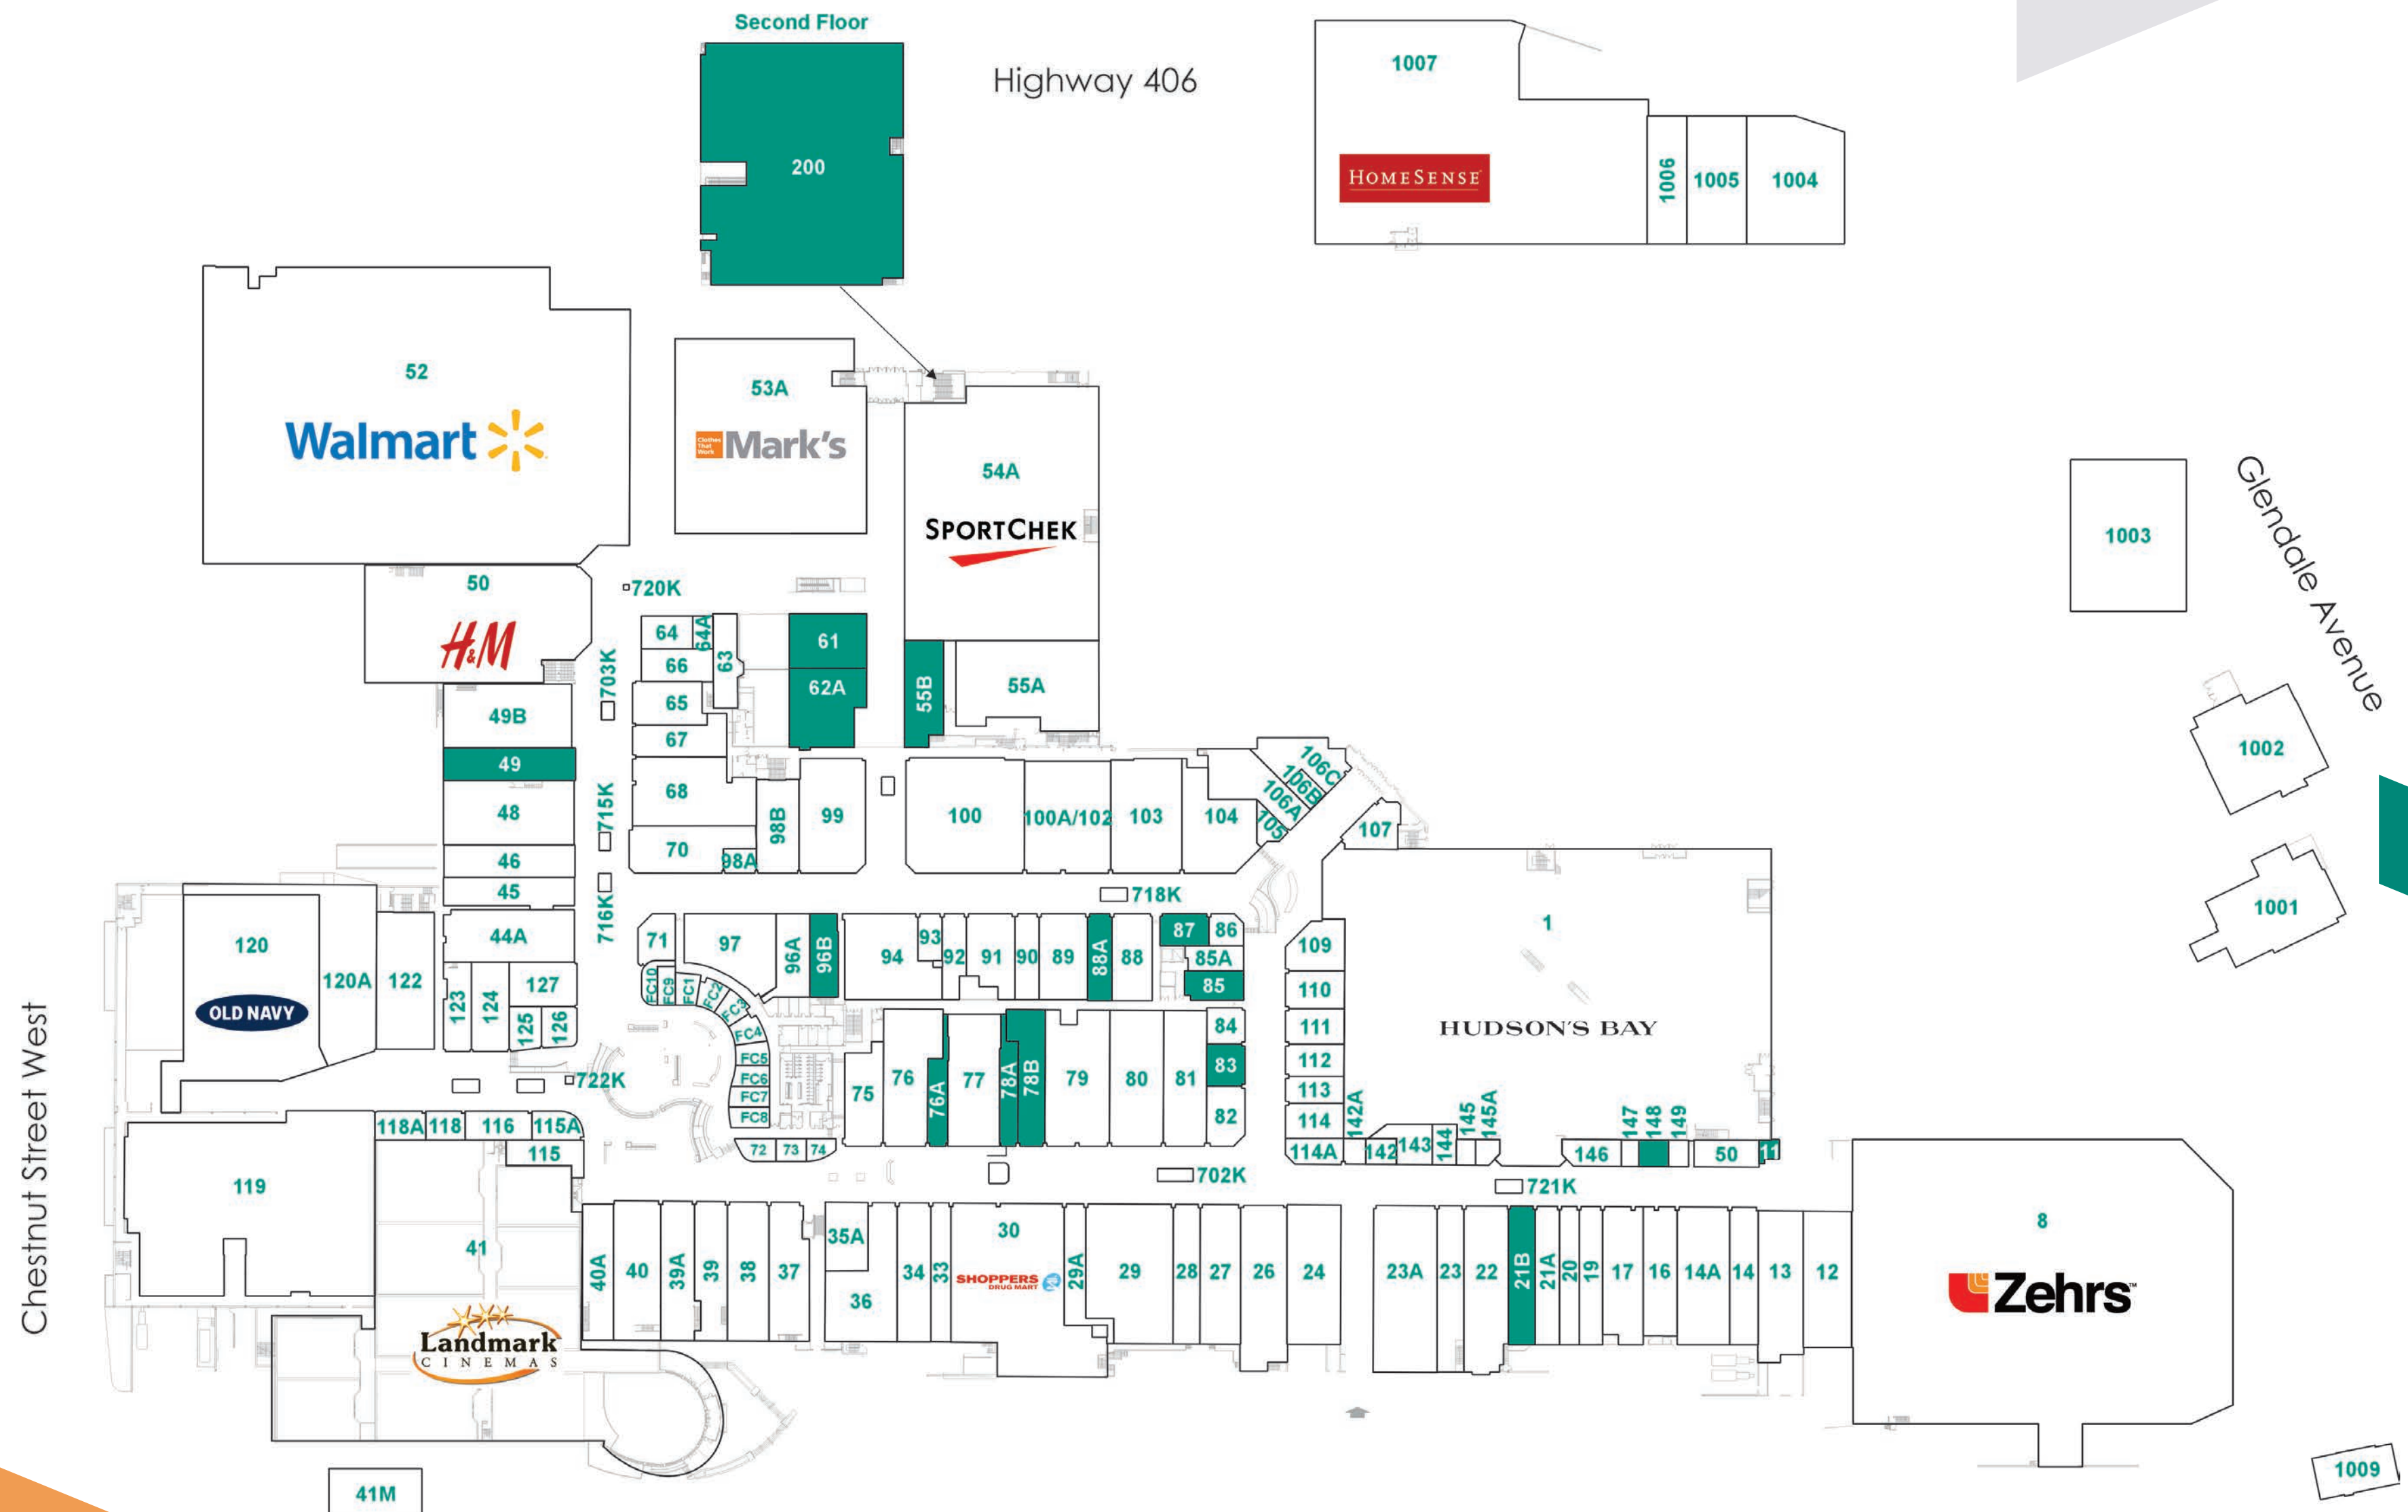 Second Floor
Highway 406
200
1007
HOMESENSE
1006
1005
1004
52
Walmart
53A
Clothes
That
Work
Mark's
54A
SPORTCHEK
1003
Glendale Avenue
50
H&M
720K
64
64A
63
61
66
703K
65
62A
55B
55A
49B
67
1002
49
68
98B
99
100
100A/102
103
104
105
106A
106B
106C
107
48
715K
70
98A
46
45
716K
718K
1
1001
44A
71
97
96A
96B
94
93
92
91
90
89
88A
88
87
86
85A
85
109
120
120A
122
OLD NAVY
123
124
127
125
126
FC10
FC9
FC1
FC2
FC3
FC4
FC5
FC6
FC7
FC8
110
111
112
113
114
114A
HUDSON'S BAY
Chestnut Street West
722K
75
76
76A
77
78A
78B
79
80
81
84
83
82
142A
142
143
144
145
145A
146
147
148
149
50
11
118A
118
116
115A
115
72
73
74
119
702K
721K
41
40A
40
39A
39
38
37
35A
36
34
33
30
SHOPPERS
DRUG MART
29A
29
28
27
26
24
23A
23
22
21B
21A
20
19
17
16
14A
14
13
12
8
Zehrs™
Landmark
CINEMAS
41M
1009